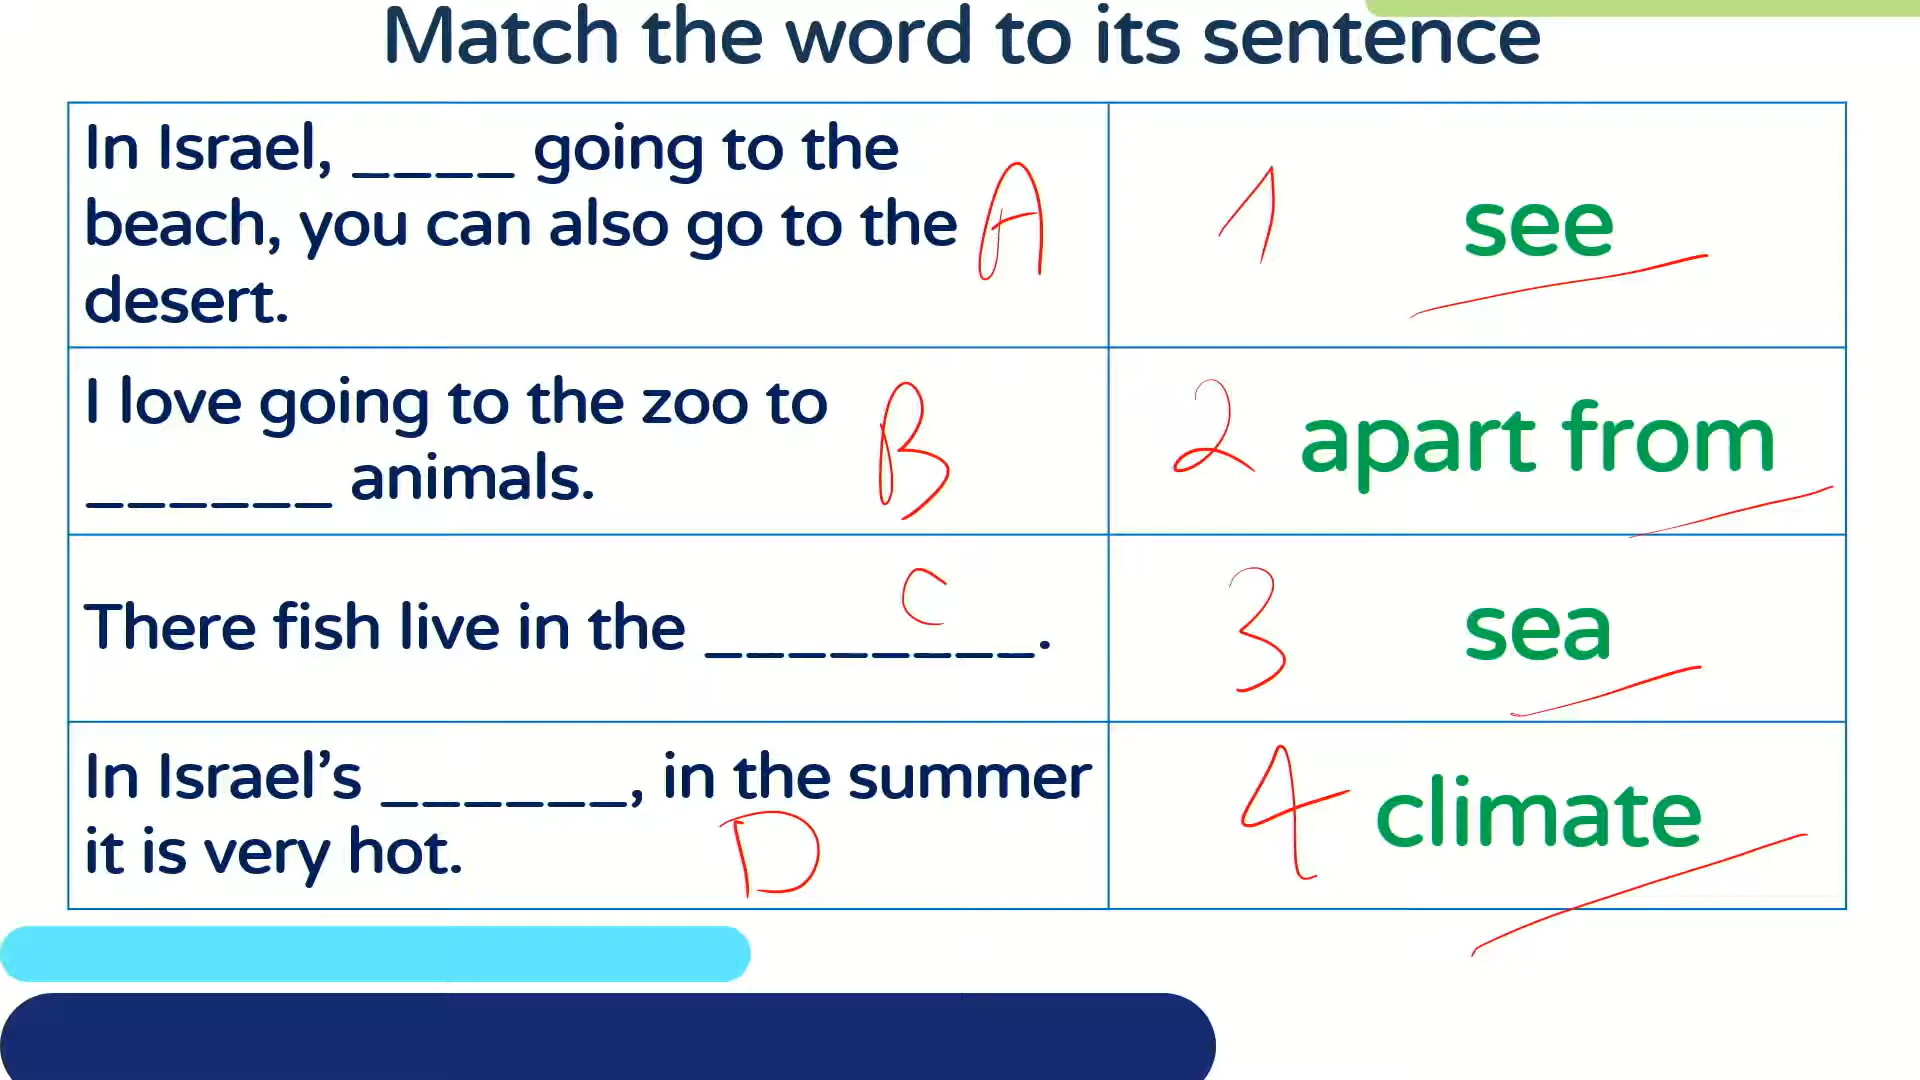 Match the word to its sentence
In Israel, ____ going to the
beach, you can also go to the
desert.
A
1
see
I love going to the zoo to
______ animals.
B
2
apart from
There fish live in the ________.
C
3
sea
In Israel's ______, in the summer
it is very hot.
D
4
climate